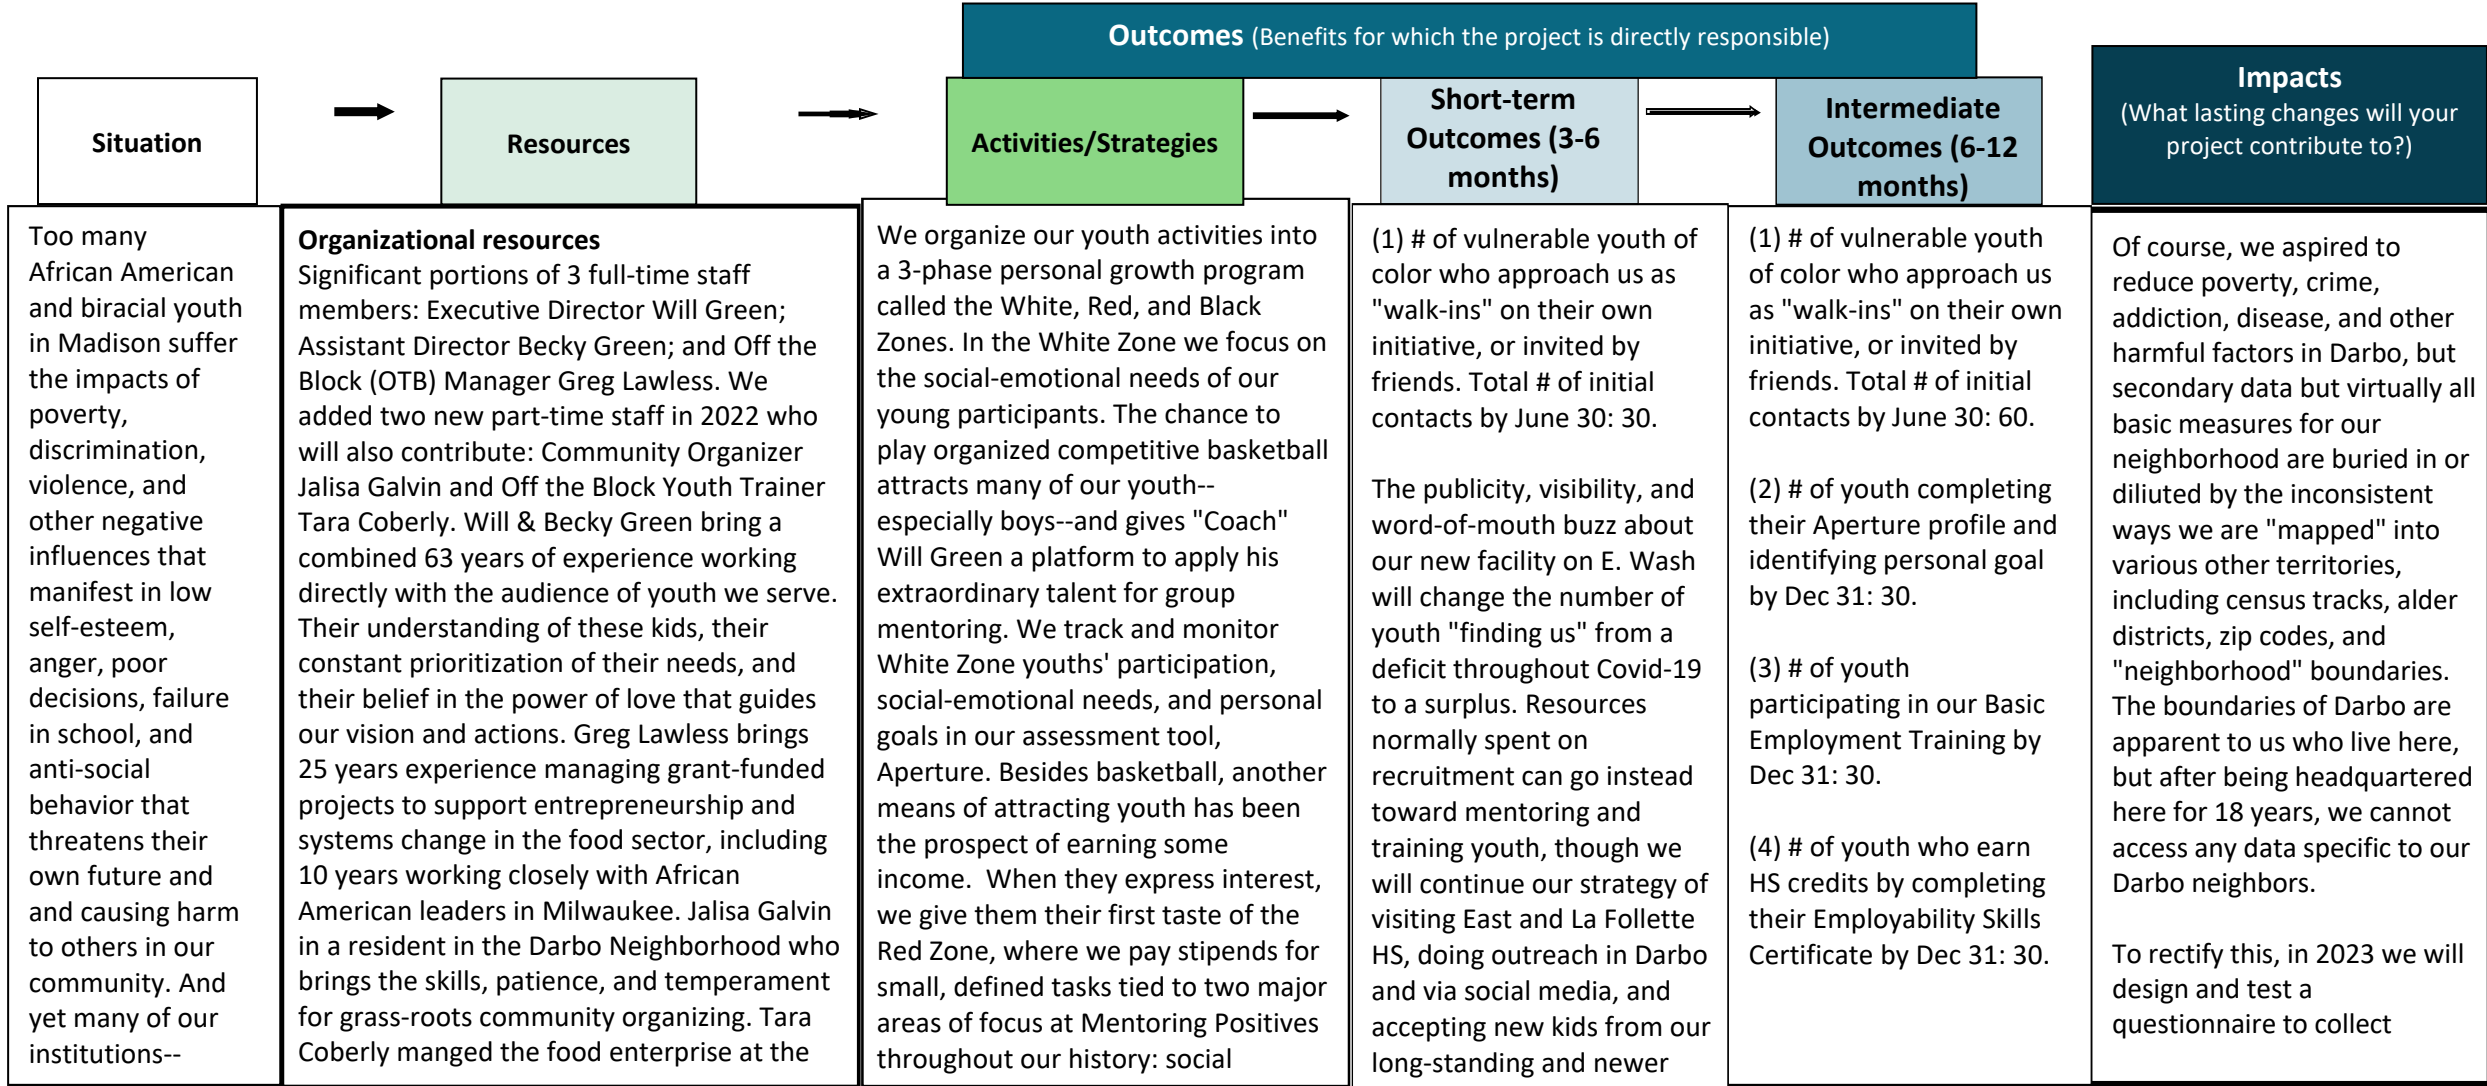 Outcomes (Benefits for which the project is directly responsible)
Situation
Resources
Activities/Strategies
Short-term
Outcomes (3-6
months)
Intermediate
Outcomes (6-12
months)
Impacts
(What lasting changes will your
project contribute to?)
Too many
African American
and biracial youth
in Madison suffer
the impacts of
poverty,
discrimination,
violence, and
other negative
influences that
manifest in low
self-esteem,
anger, poor
decisions, failure
in school, and
anti-social
behavior that
threatens their
own future and
and causing harm
to others in our
community. And
yet many of our
institutions--
Organizational resources
Significant portions of 3 full-time staff
members: Executive Director Will Green;
Assistant Director Becky Green; and Off the
Block (OTB) Manager Greg Lawless. We
added two new part-time staff in 2022 who
will also contribute: Community Organizer
Jalisa Galvin and Off the Block Youth Trainer
Tara Coberly. Will & Becky Green bring a
combined 63 years of experience working
directly with the audience of youth we serve.
Their understanding of these kids, their
constant prioritization of their needs, and
their belief in the power of love that guides
our vision and actions. Greg Lawless brings
25 years experience managing grant-funded
projects to support entrepreneurship and
systems change in the food sector, including
10 years working closely with African
American leaders in Milwaukee. Jalisa Galvin
in a resident in the Darbo Neighborhood who
brings the skills, patience, and temperament
for grass-roots community organizing. Tara
Coberly manged the food enterprise at the
We organize our youth activities into
a 3-phase personal growth program
called the White, Red, and Black
Zones. In the White Zone we focus on
the social-emotional needs of our
young participants. The chance to
play organized competitive basketball
attracts many of our youth--
especially boys--and gives "Coach"
Will Green a platform to apply his
extraordinary talent for group
mentoring. We track and monitor
White Zone youths' participation,
social-emotional needs, and personal
goals in our assessment tool,
Aperture. Besides basketball, another
means of attracting youth has been
the prospect of earning some
income.  When they express interest,
we give them their first taste of the
Red Zone, where we pay stipends for
small, defined tasks tied to two major
areas of focus at Mentoring Positives
throughout our history: social
(1) # of vulnerable youth of
color who approach us as
"walk-ins" on their own
initiative, or invited by
friends. Total # of initial
contacts by June 30: 30.
The publicity, visibility, and
word-of-mouth buzz about
our new facility on E. Wash
will change the number of
youth "finding us" from a
deficit throughout Covid-19
to a surplus. Resources
normally spent on
recruitment can go instead
toward mentoring and
training youth, though we
will continue our strategy of
visiting East and La Follette
HS, doing outreach in Darbo
and via social media, and
accepting new kids from our
long-standing and newer
(1) # of vulnerable youth
of color who approach us
as "walk-ins" on their own
initiative, or invited by
friends. Total # of initial
contacts by June 30: 60.
(2) # of youth completing
their Aperture profile and
identifying personal goal
by Dec 31: 30.
(3) # of youth
participating in our Basic
Employment Training by
Dec 31: 30.
(4) # of youth who earn
HS credits by completing
their Employability Skills
Certificate by Dec 31: 30.
Of course, we aspired to
reduce poverty, crime,
addiction, disease, and other
harmful factors in Darbo, but
secondary data but virtually all
basic measures for our
neighborhood are buried in or
diliuted by the inconsistent
ways we are "mapped" into
various other territories,
including census tracks, alder
districts, zip codes, and
"neighborhood" boundaries.
The boundaries of Darbo are
apparent to us who live here,
but after being headquartered
here for 18 years, we cannot
access any data specific to our
Darbo neighbors.
To rectify this, in 2023 we will
design and test a
questionnaire to collect